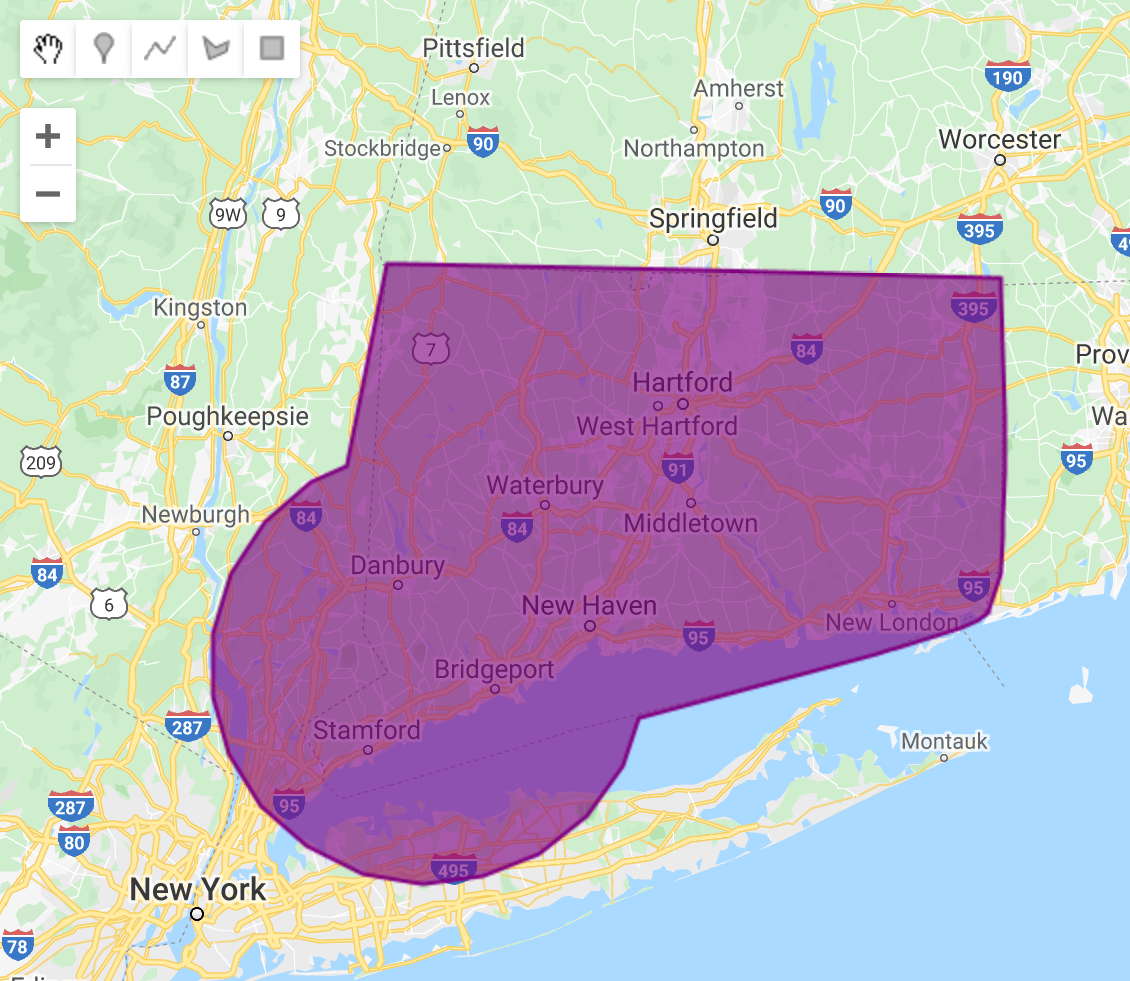 Pittsfield
190
Lenox
Amherst
90
Worcester
Stockbridge
Northampton
9W
9
90
Springfield
395
Kingston
395
7
84
Prov
87
Hartford
Poughkeepsie
Wa
West Hartford
209
91
95
Waterbury
Newburgh
84
84
Middletown
Danbury
84
95
6
New Haven
New London
95
Bridgeport
287
Stamford
Montauk
287
95
80
495
New York
78